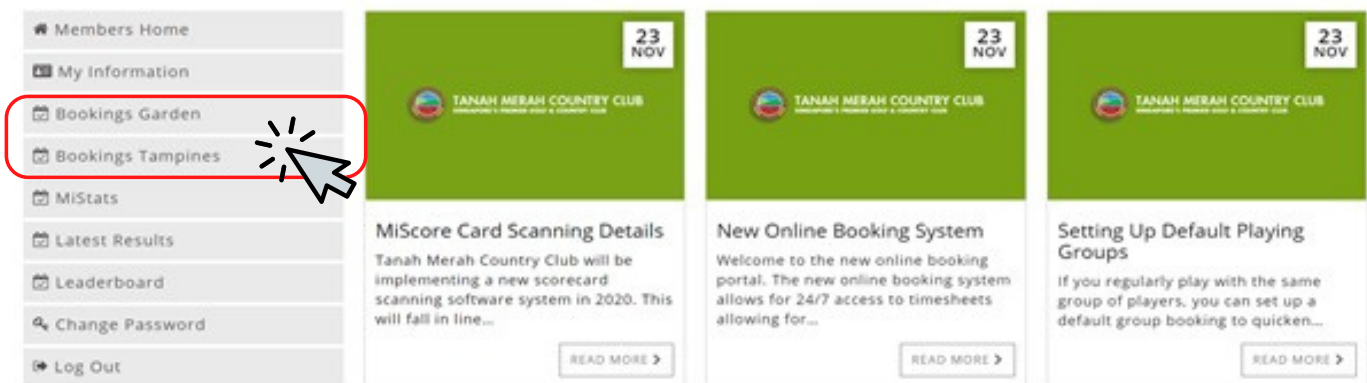 Members Home
My Information
Bookings Garden
Bookings Tampines
MiStats
Latest Results
Leaderboard
Change Password
Log Out
23
NOV
TANAH MERAH COUNTRY CLUB
MiScore Card Scanning Details
Tanah Merah Country Club will be
implementing a new scorecard
scanning software system in 2020. This
will fall in line...
READ MORE
23
NOV
TANAH MERAH COUNTRY CLUB
New Online Booking System
Welcome to the new online booking
portal. The new online booking system
allows for 24/7 access to timesheets
allowing for...
READ MORE
23
NOV
TANAH MERAH COUNTRY CLUB
Setting Up Default Playing
Groups
If you regularly play with the same
group of players, you can set up a
default group booking to quicken...
READ MORE